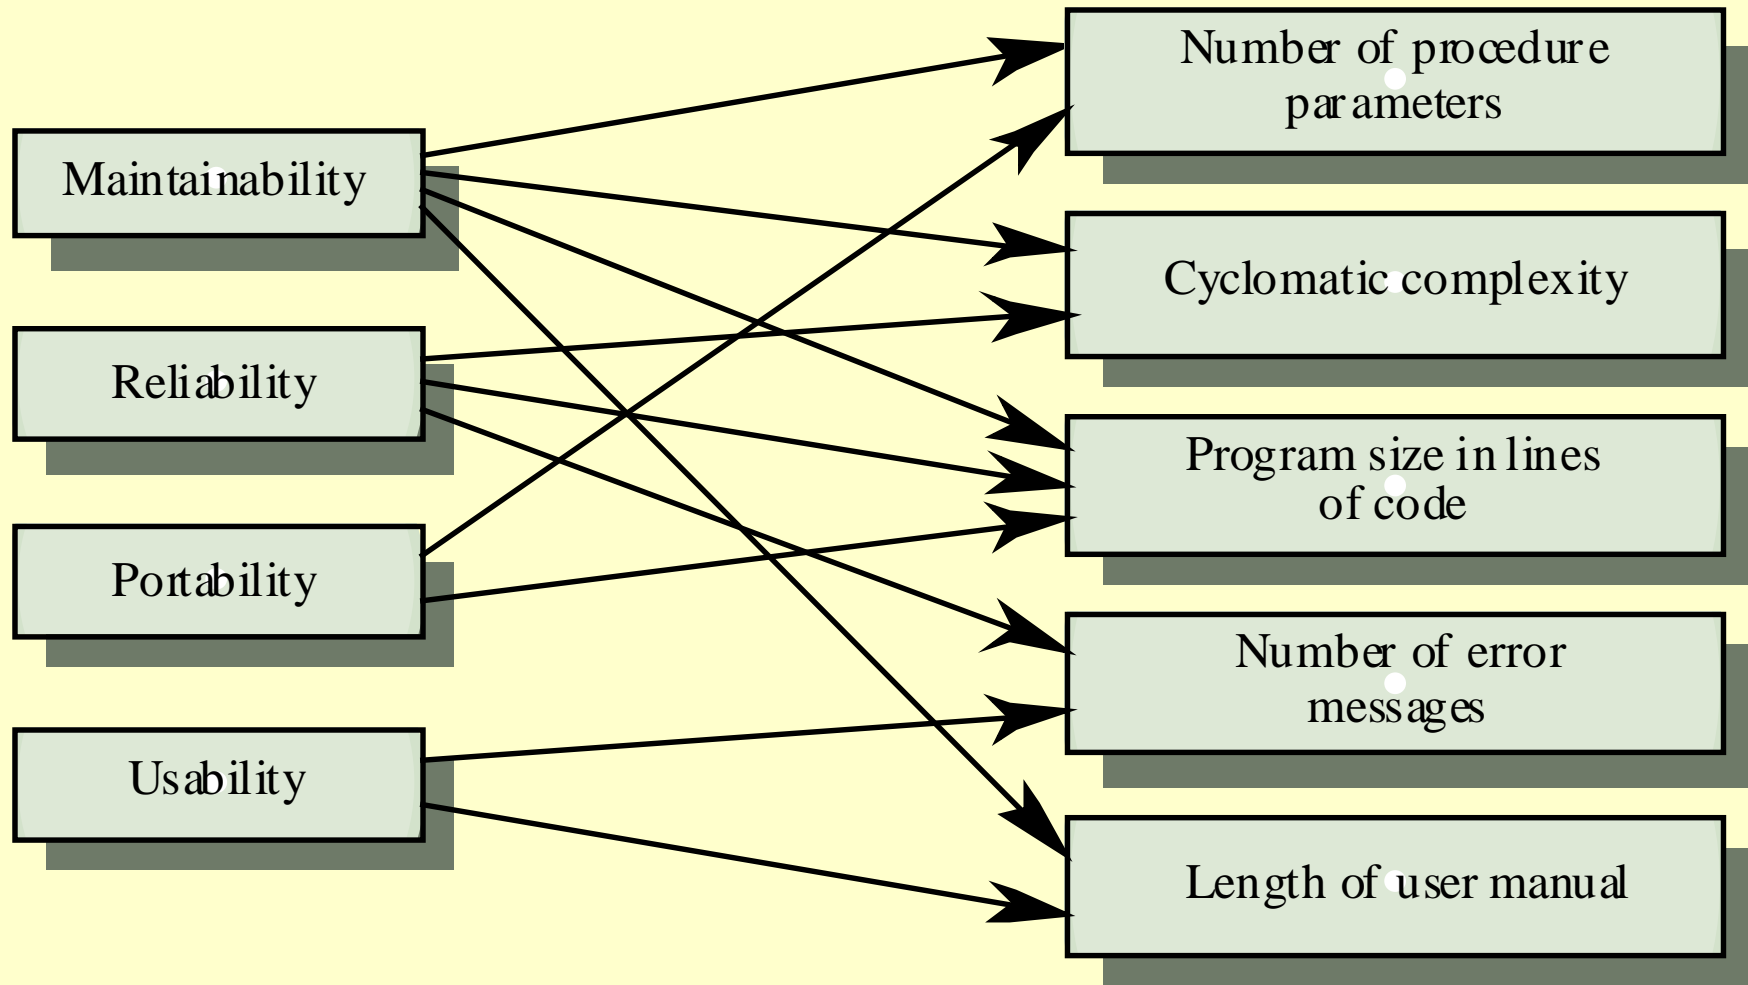 Maintainability
Reliability
Portability
Usability
Number of procedure
parameters
Cyclomatic complexity
Program size in lines
of code
Number of error
messages
Length of user manual